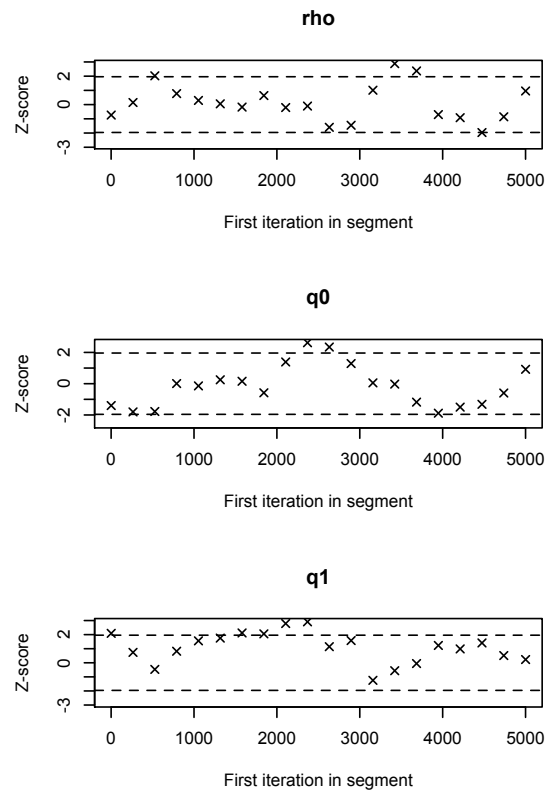 rho
Z-score
2
0
-3
0 1000 2000 3000 4000 5000
First iteration in segment
q0
Z-score
2
0
-2
0 1000 2000 3000 4000 5000
First iteration in segment
q1
Z-score
2
0
-3
0 1000 2000 3000 4000 5000
First iteration in segment